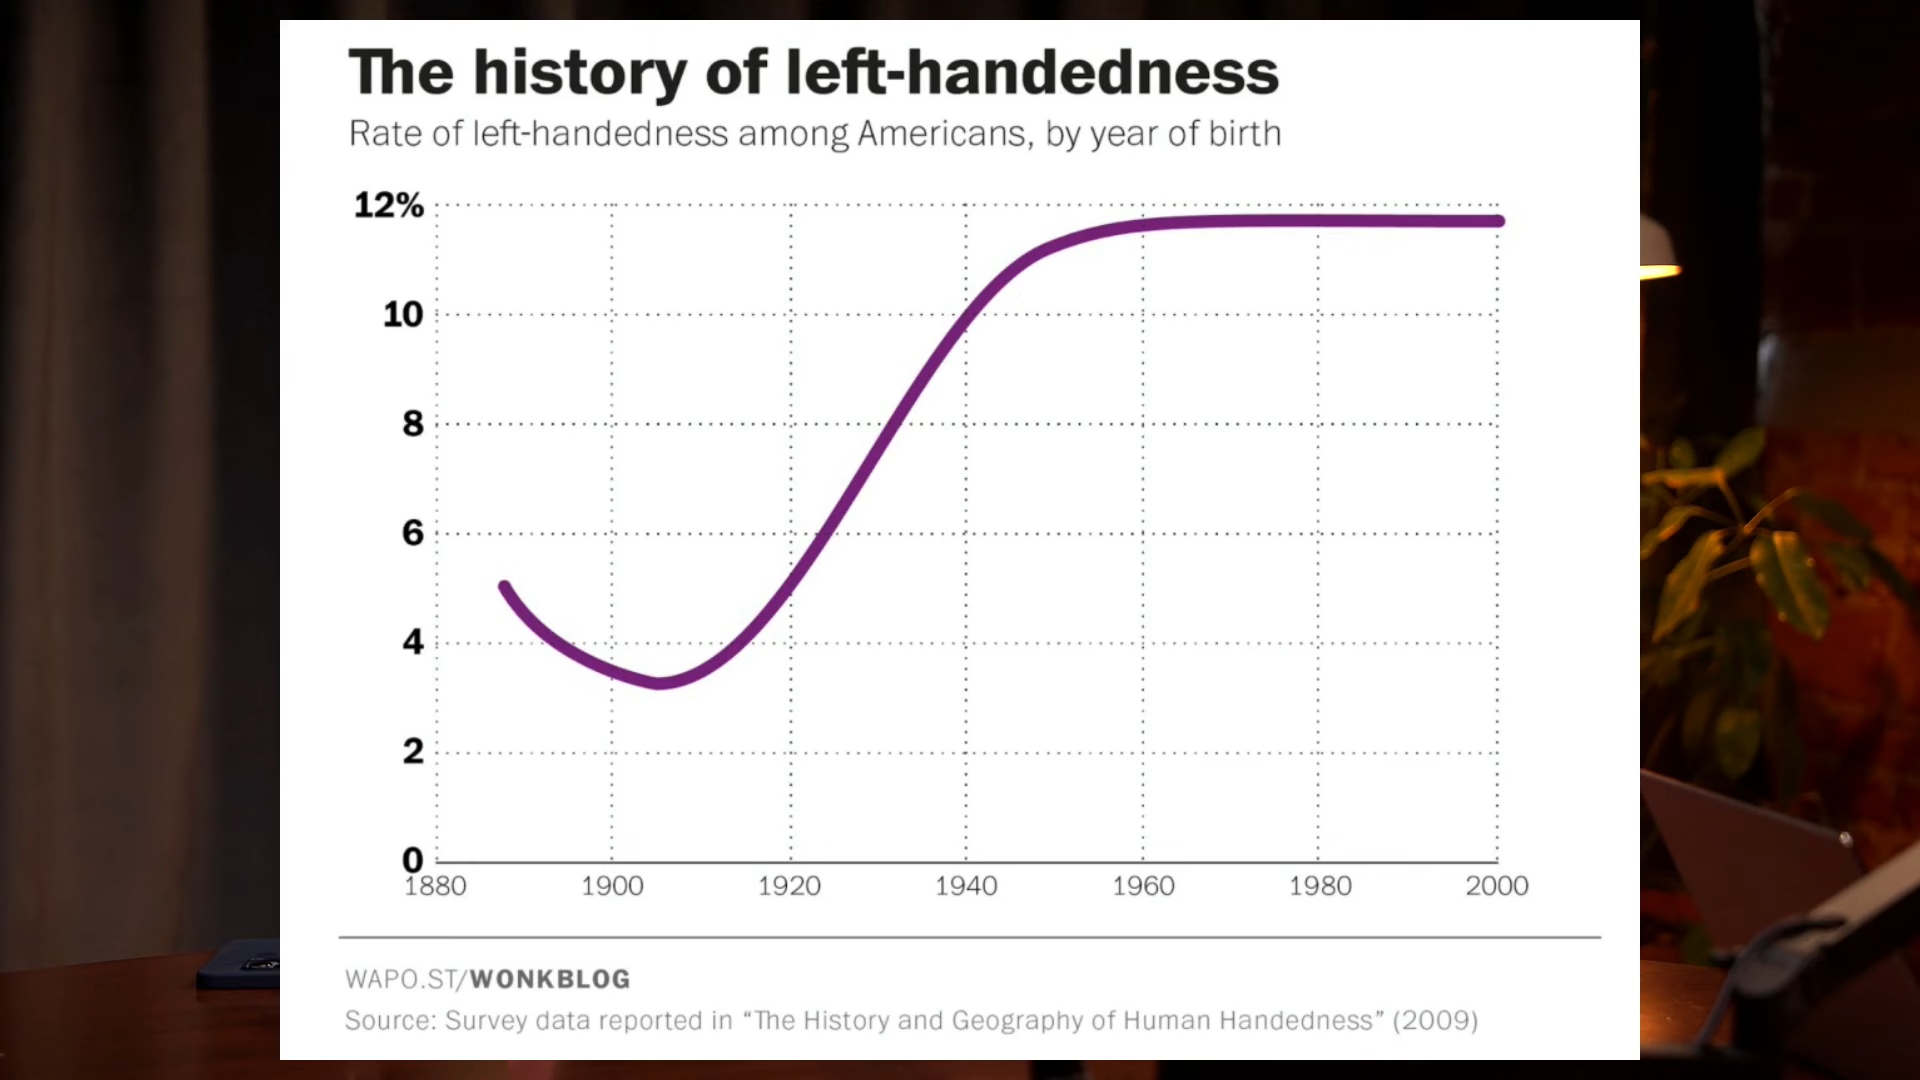 The history of left-handedness
Rate of left-handedness among Americans, by year of birth
12%
10
8
6
4
2
0
1880 1900 1920 1940 1960 1980 2000
WAPO.ST/WONKBLOG
Source: Survey data reported in “The History and Geography of Human Handedness” (2009)